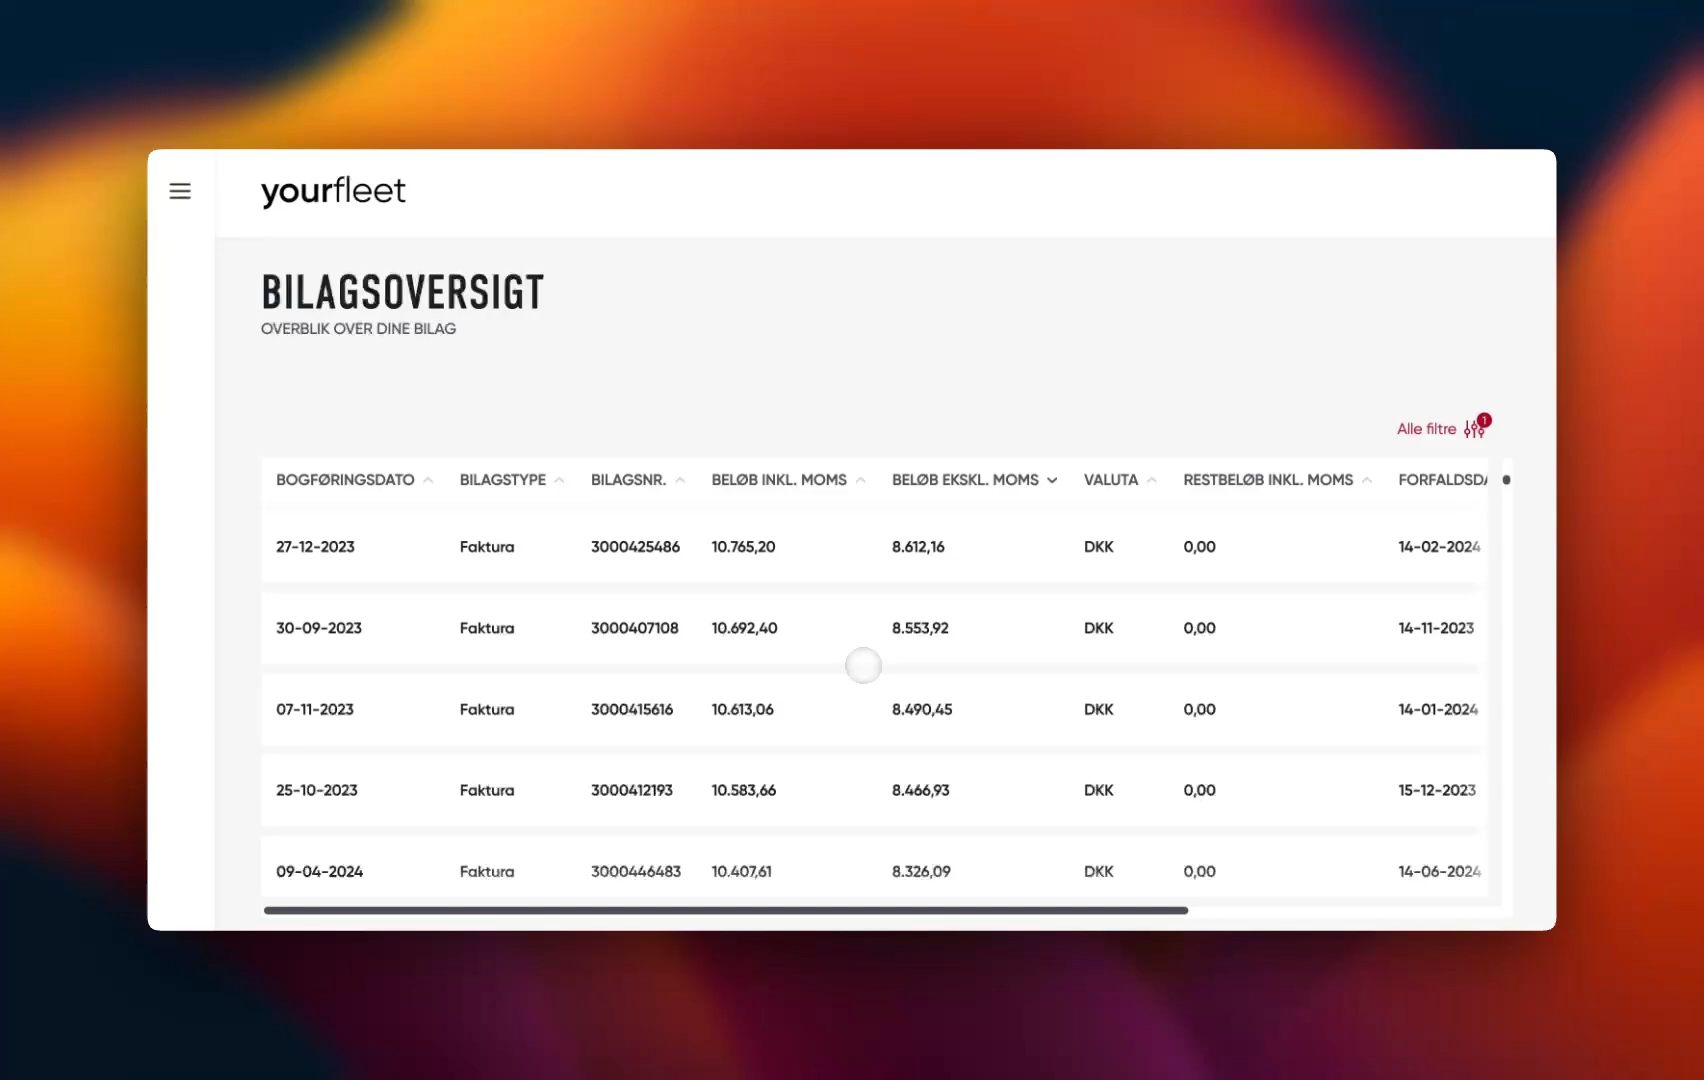 yourfleet
BILAGSOVERSIGT
OVERBLIK OVER DINE BILAG
Alle filtre 1
BOGFØRINGSDATO BILAGSTYPE BILAGSNR. BELØB INKL. MOMS BELØB EKSKL. MOMS VALUTA RESTBELØB INKL. MOMS FORFALDSDA
27-12-2023 Faktura 3000425486 10.765,20 8.612,16 DKK 0,00 14-02-2024
30-09-2023 Faktura 3000407108 10.692,40 8.553,92 DKK 0,00 14-11-2023
07-11-2023 Faktura 3000415616 10.613,06 8.490,45 DKK 0,00 14-01-2024
25-10-2023 Faktura 3000412193 10.583,66 8.466,93 DKK 0,00 15-12-2023
09-04-2024 Faktura 3000446483 10.407,61 8.326,09 DKK 0,00 14-06-2024